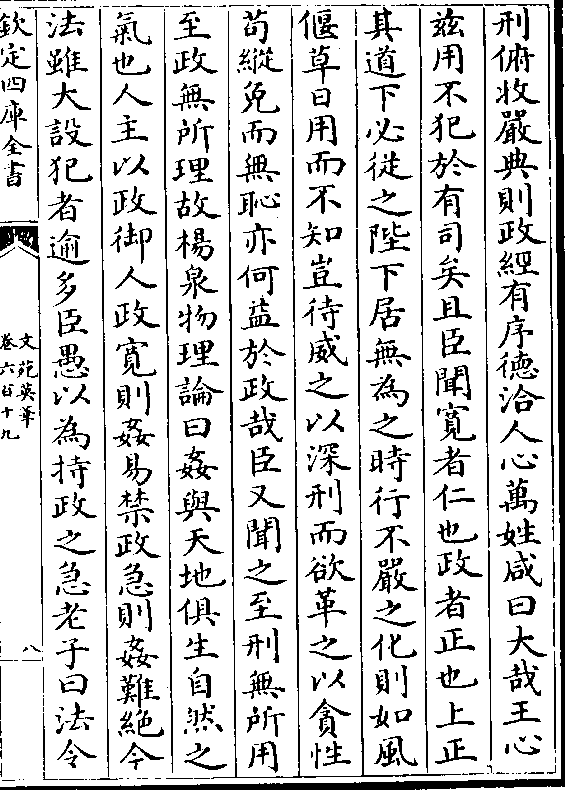 刑俯收嚴典則政經有序德洽人心萬姓咸曰大哉王心
兹用不犯於有司矣且臣聞寛者仁也政者正也上正
其道下必從之陛下居無為之時行不嚴之化則如風
偃草日用而不知豈待威之以深刑而欲革之以貪性
苟縱免而無恥亦何益於政哉臣又聞之至刑無所用
至政無所理故楊泉物理論曰姦與天地俱生自然之
氣也人主以政御人政寛則姦易禁政急則姦難絶今
法雖大設犯者逾多臣愚以為持政之急老子曰法令
欽定四庫全書
文苑英華
卷六百十九
八